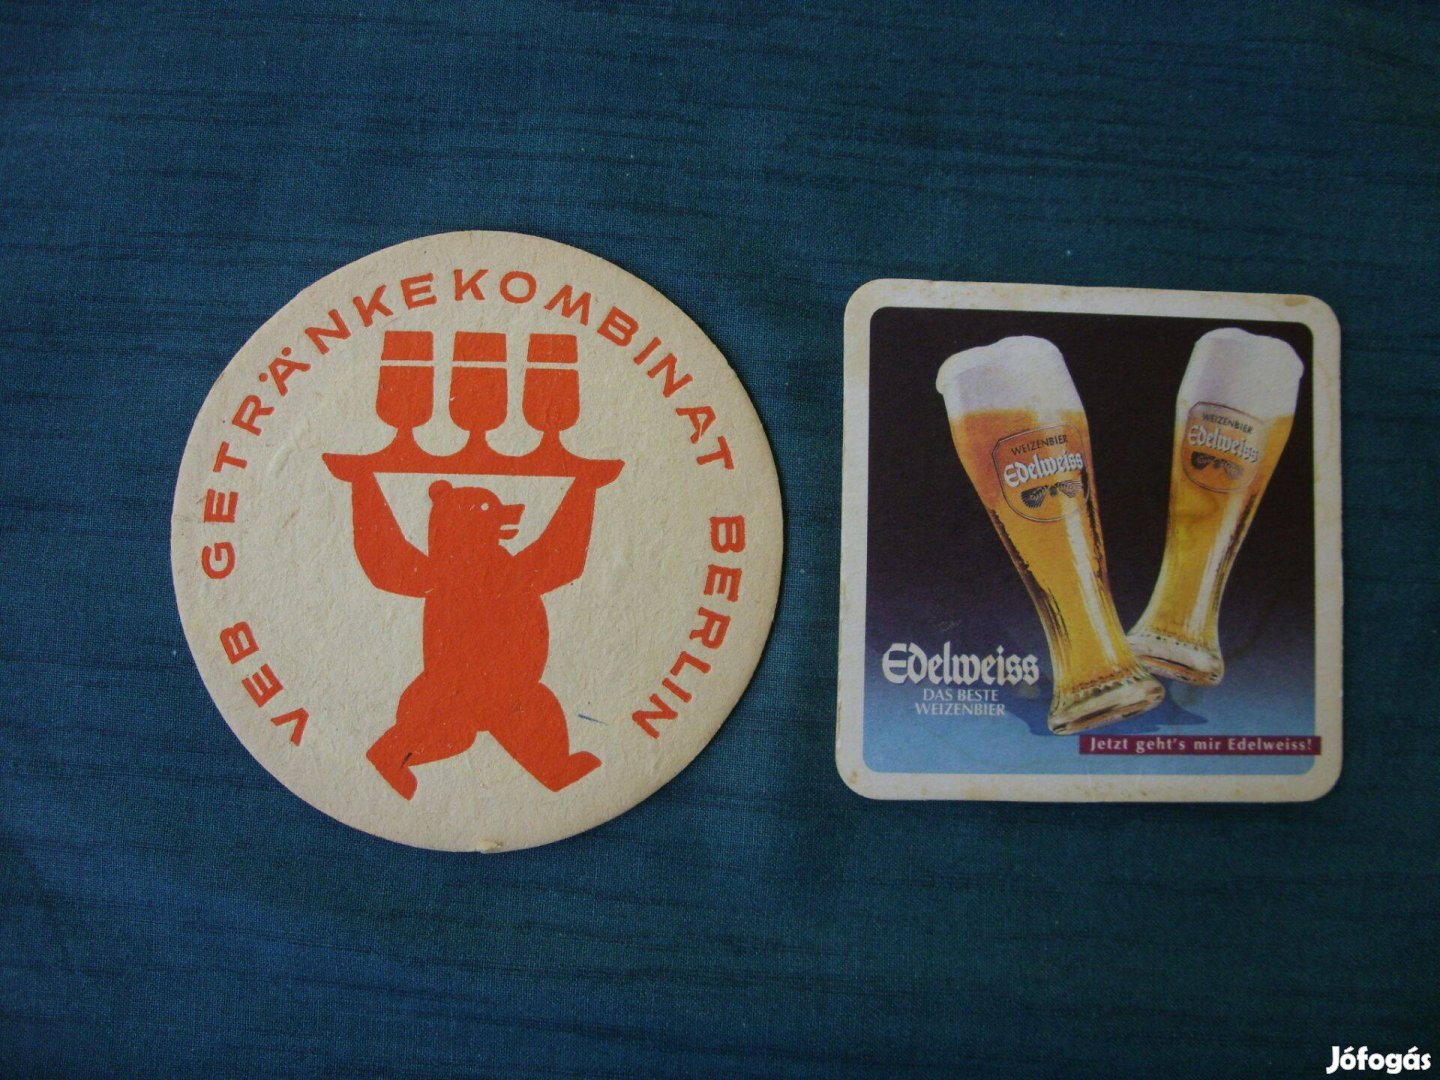 VEB GETRÄNKEKOMBINAT BERLIN
WEIZENBIER
Edelweiss
WEIZENBIER
Edelweiss
Edelweiss
DAS BESTE
WEIZENBIER
Jetzt geht's mir Edelweiss!
Jófogás